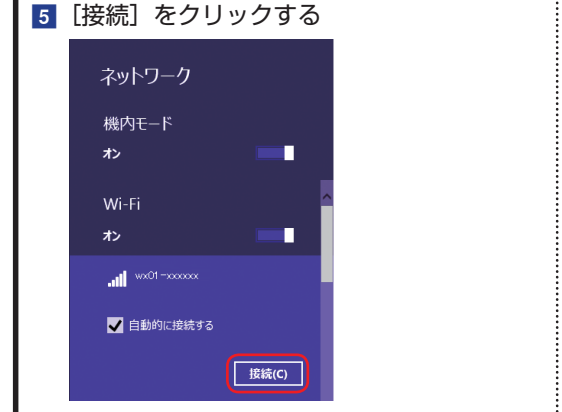 5 ［接続］をクリックする
ネットワーク
機内モード
オン
Wi-Fi
オン
wx01-xxxxxx
自動的に接続する
接続(C)